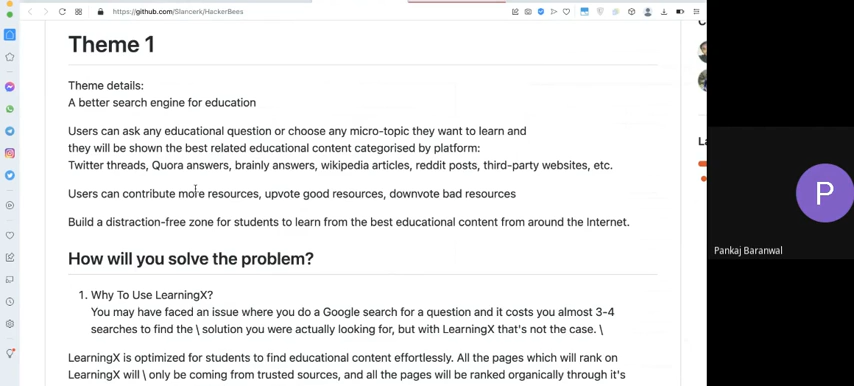 https://github.com/Slancerk/HackerBees
Theme 1
Theme details:
A better search engine for education
Users can ask any educational question or choose any micro-topic they want to learn and
they will be shown the best related educational content categorised by platform:
Twitter threads, Quora answers, brainly answers, wikipedia articles, reddit posts, third-party websites, etc.
Users can contribute more resources, upvote good resources, downvote bad resources
Build a distraction-free zone for students to learn from the best educational content from around the Internet.
How will you solve the problem?
1. Why To Use LearningX?
You may have faced an issue where you do a Google search for a question and it costs you almost 3-4
searches to find the \ solution you were actually looking for, but with LearningX that's not the case. \
LearningX is optimized for students to find educational content effortlessly. All the pages which will rank on
LearningX will \ only be coming from trusted sources, and all the pages will be ranked organically through it's
P
Pankaj Baranwal